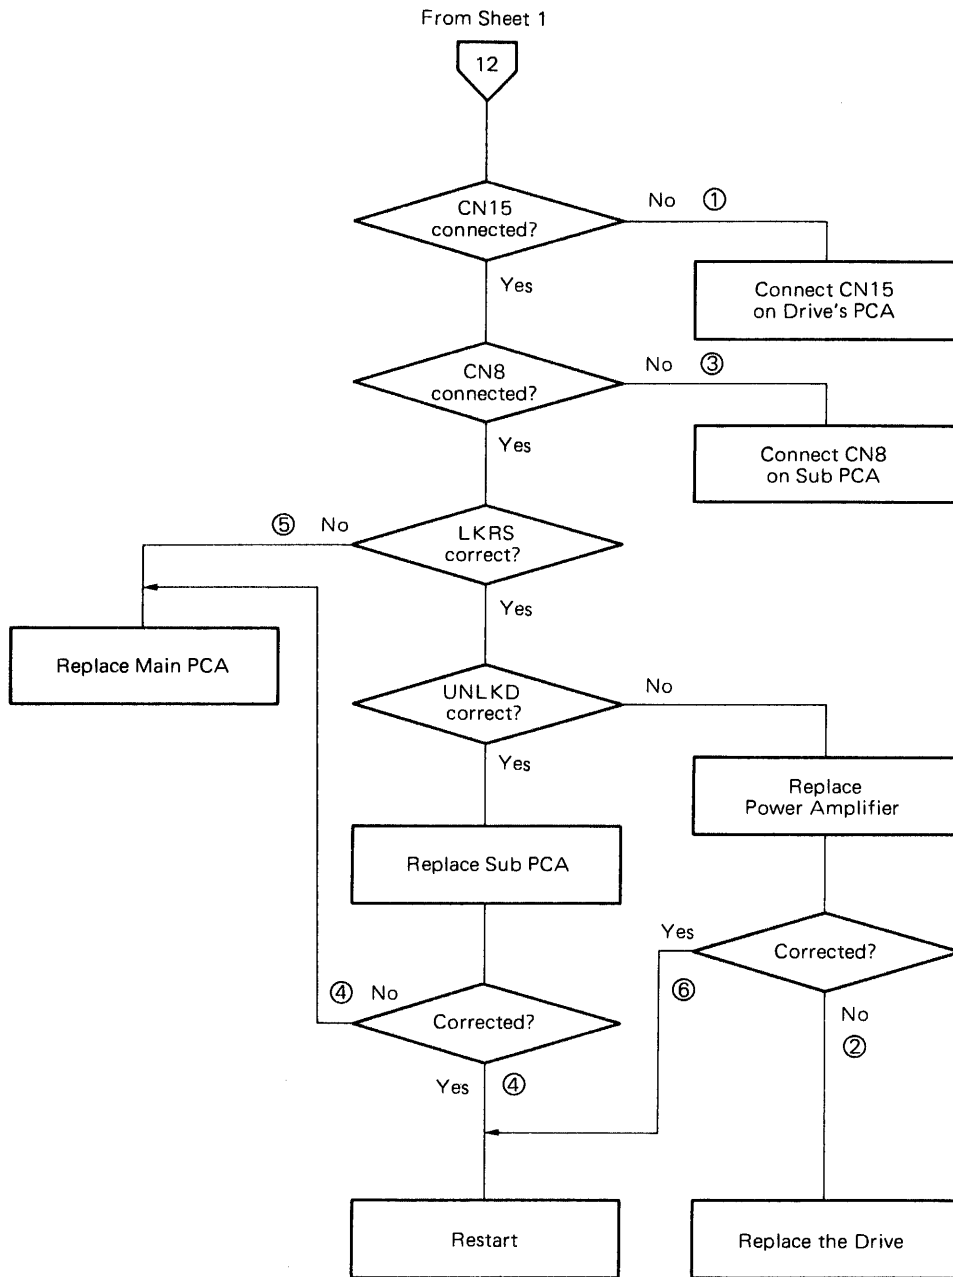 From Sheet 1
12
CN15
connected?
No ①
Yes
Connect CN15
on Drive's PCA
CN8
connected?
No ③
Yes
Connect CN8
on Sub PCA
⑤ No
LKRS
correct?
Yes
Replace Main PCA
UNLKD
correct?
No
Yes
Replace
Power Amplifier
Replace Sub PCA
Yes
⑥
Corrected?
No
②
④ No
Corrected?
Yes ④
Restart
Replace the Drive